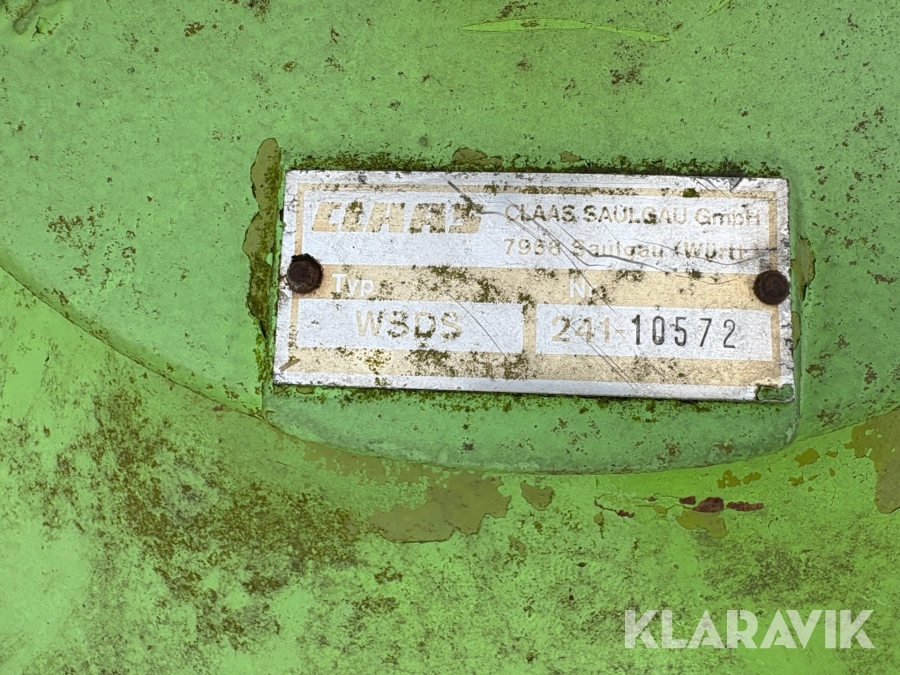 CLAAS
CLAAS SAULGAU GmbH
7968 Saulgau (Württ)
Typ
Nr.
WSDS
241-10572
KLARAVIK